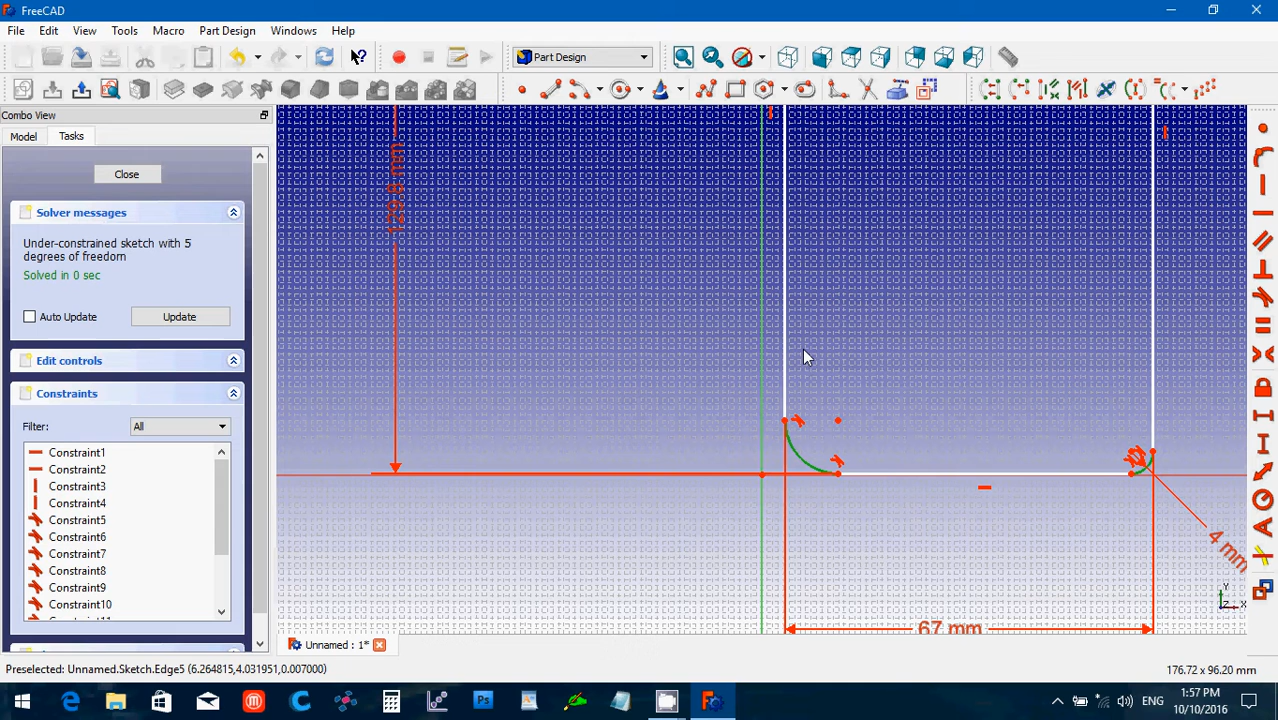 FreeCAD
File Edit View Tools Macro Part Design Windows Help
Part Design
Combo View
Model Tasks
Close
Solver messages
Under-constrained sketch with 5
degrees of freedom
Solved in 0 sec
Auto Update Update
Edit controls
Constraints
Filter: All
Constraint1
Constraint2
Constraint3
Constraint4
Constraint5
Constraint6
Constraint7
Constraint8
Constraint9
Constraint10
4 mm
67 mm
Y
Z X
Unnamed : 1*
Preselected: Unnamed.Sketch.Edge5 (6.264815,4.031951,0.007000)
176.72 x 96.20 mm
ENG
1:57 PM
10/10/2016